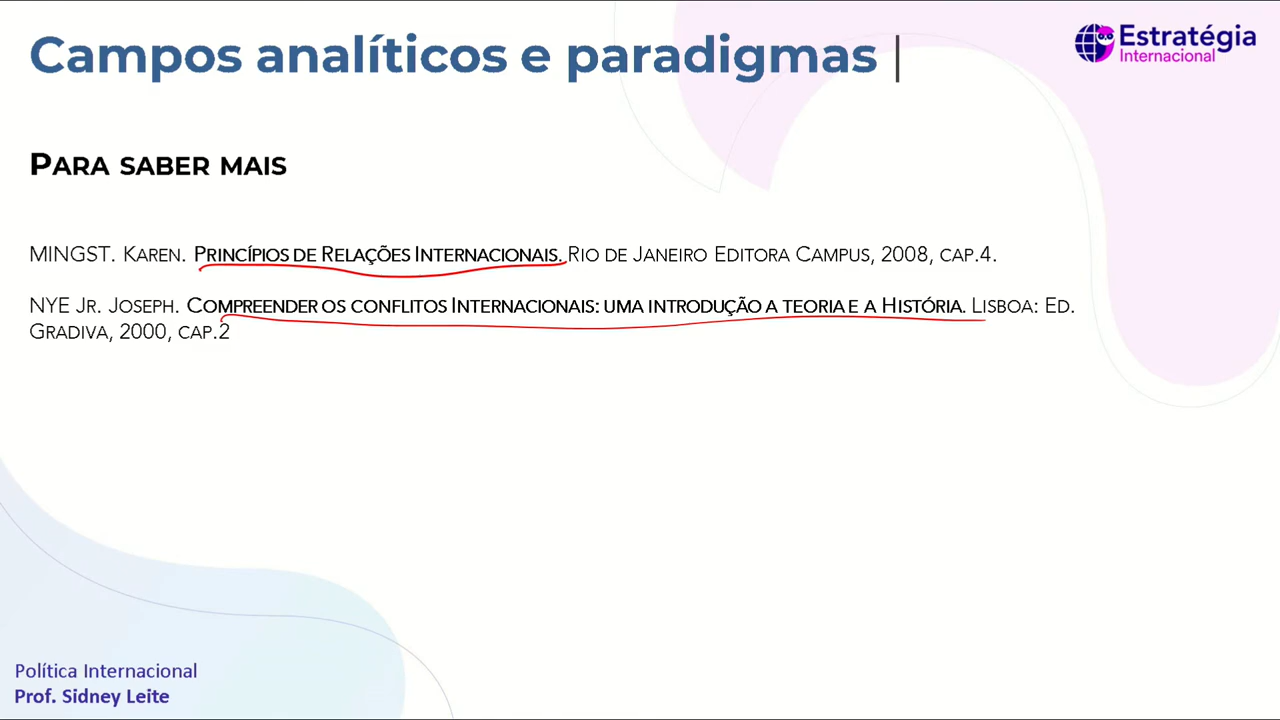 Campos analíticos e paradigmas |
Estratégia
Internacional
PARA SABER MAIS
MINGST. KAREN. PRINCÍPIOS DE RELAÇÕES INTERNACIONAIS. RIO DE JANEIRO EDITORA CAMPUS, 2008, CAP.4.
NYE JR. JOSEPH. COMPREENDER OS CONFLITOS INTERNACIONAIS: UMA INTRODUÇÃO A TEORIA E A HISTÓRIA. LISBOA: ED.
GRADIVA, 2000, CAP.2
Política Internacional
Prof. Sidney Leite